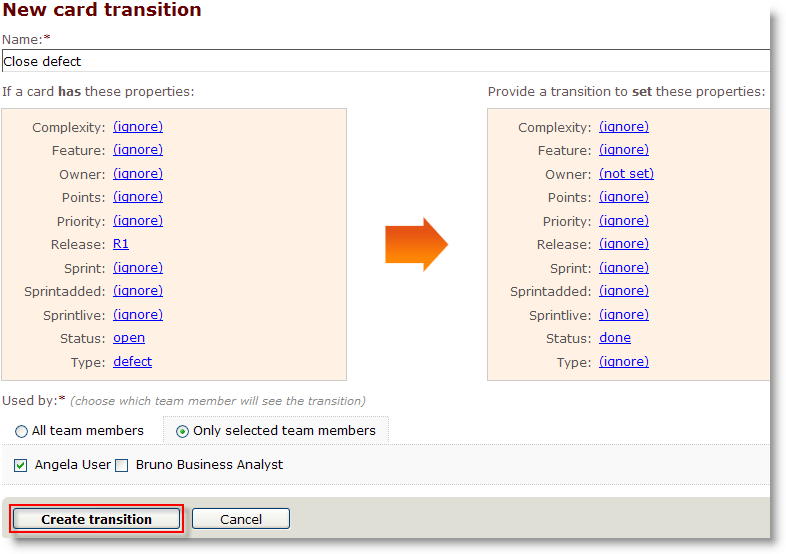 New card transition
Name:*
Close defect
If a card has these properties:
Complexity: (ignore)
Feature: (ignore)
Owner: (ignore)
Points: (ignore)
Priority: (ignore)
Release: R1
Sprint: (ignore)
Sprintadded: (ignore)
Sprintlive: (ignore)
Status: open
Type: defect
Provide a transition to set these properties:
Complexity: (ignore)
Feature: (ignore)
Owner: (not set)
Points: (ignore)
Priority: (ignore)
Release: (ignore)
Sprint: (ignore)
Sprintadded: (ignore)
Sprintlive: (ignore)
Status: done
Type: (ignore)
Used by:* (choose which team member will see the transition)
All team members Only selected team members
Angela User Bruno Business Analyst
Create transition Cancel